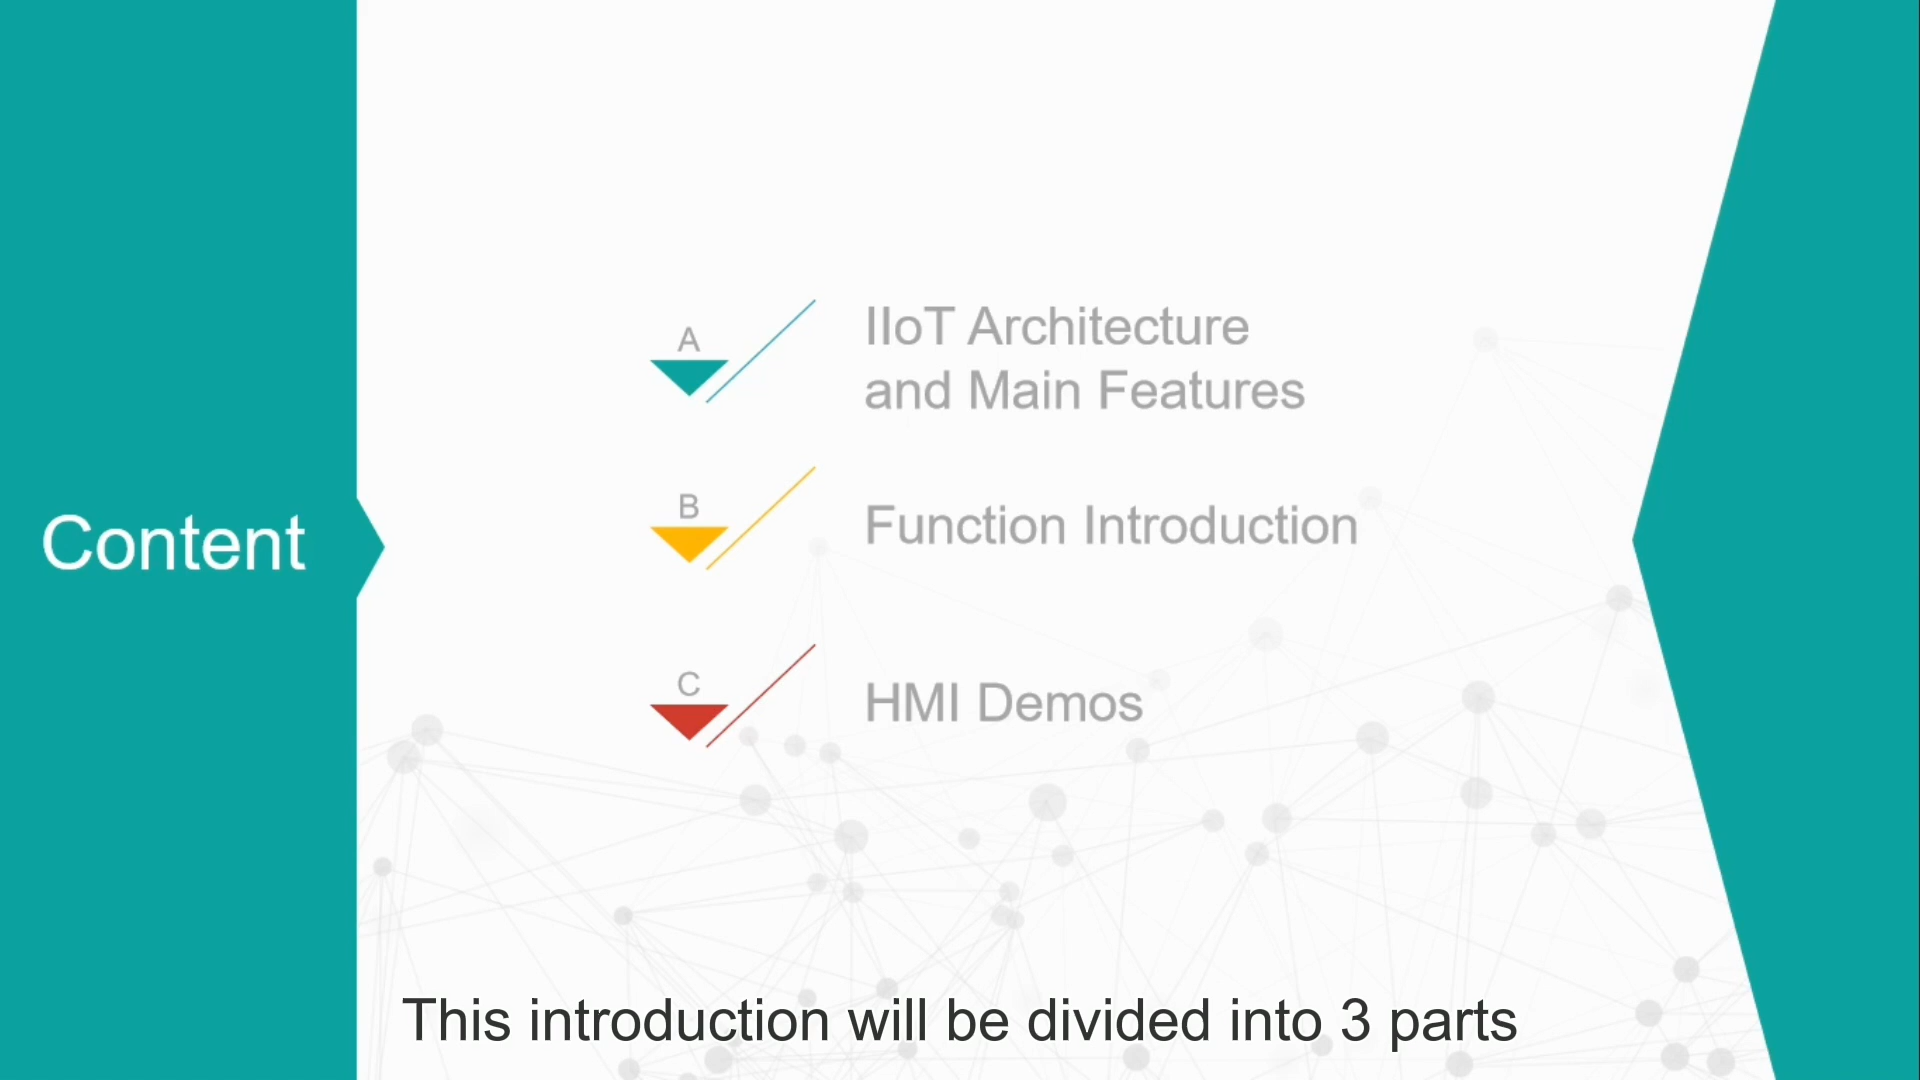 Content
A
IIoT Architecture
and Main Features
B
Function Introduction
C
HMI Demos
This introduction will be divided into 3 parts